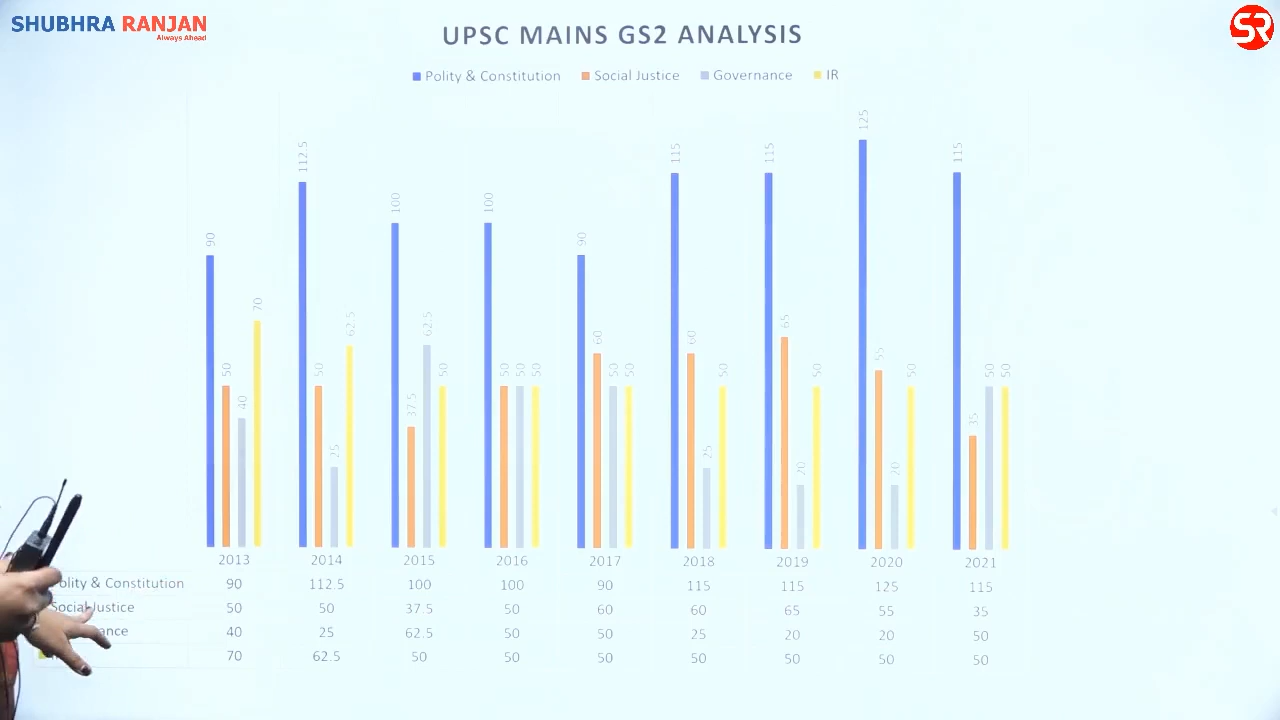 SHUBHRA RANJAN
Always Ahead
SR
UPSC MAINS GS2 ANALYSIS
Polity & Constitution Social Justice Governance IR
90 50 40 70
112.5 50 25 62.5
100 37.5 62.5 50
100 50 50 50
90 60 50 50
115 60 25 50
115 65 20 50
125 55 20 50
115 35 50 50
2013 2014 2015 2016 2017 2018 2019 2020 2021
olity & Constitution 90 112.5 100 100 90 115 115 125 115
Social Justice 50 50 37.5 50 60 60 65 55 35
ance 40 25 62.5 50 50 25 20 20 50
70 62.5 50 50 50 50 50 50 50